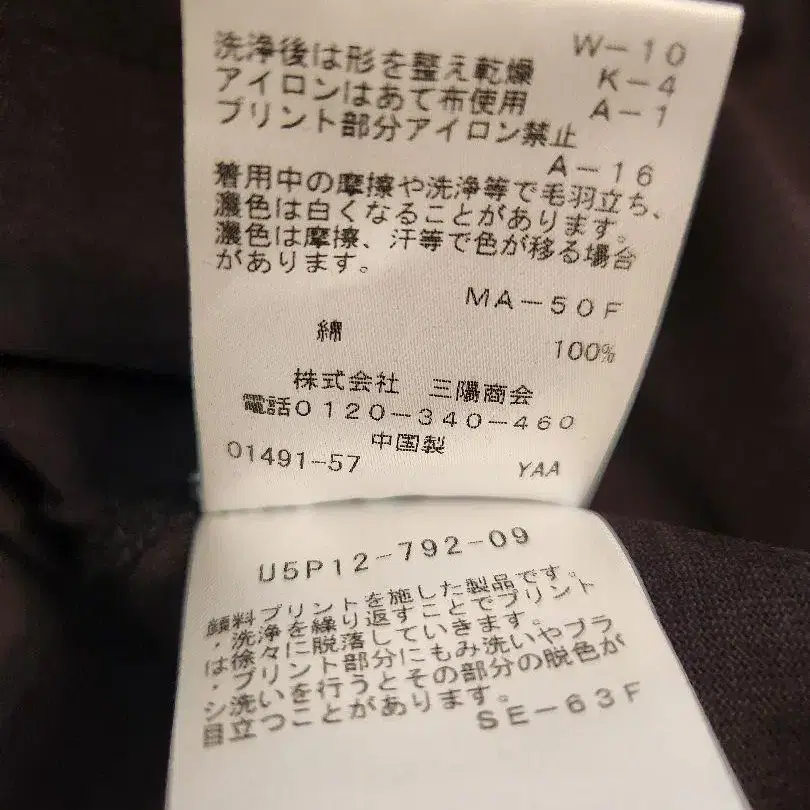 W-10
洗浄後は形を整え乾燥
K-4
アイロンはあて布使用
A-1
プリント部分アイロン禁止
A-16
着用中の摩擦や洗浄等で毛羽立ち、
濃色は白くなることがあります。
濃色は摩擦、汗等で色が移る場合
があります。
MA-50F
綿 100%
株式会社 三陽商会
電話0120-340-460
中国製
01491-57 YAA
U5P12-792-09
顔料プリントを施した製品です。
・洗浄を繰り返すことでプリント
は徐々に脱落していきます。
・プリント部分にもみ洗いやブラ
シ洗いを行うとその部分の脱色が
目立つことがあります。
SE-63F